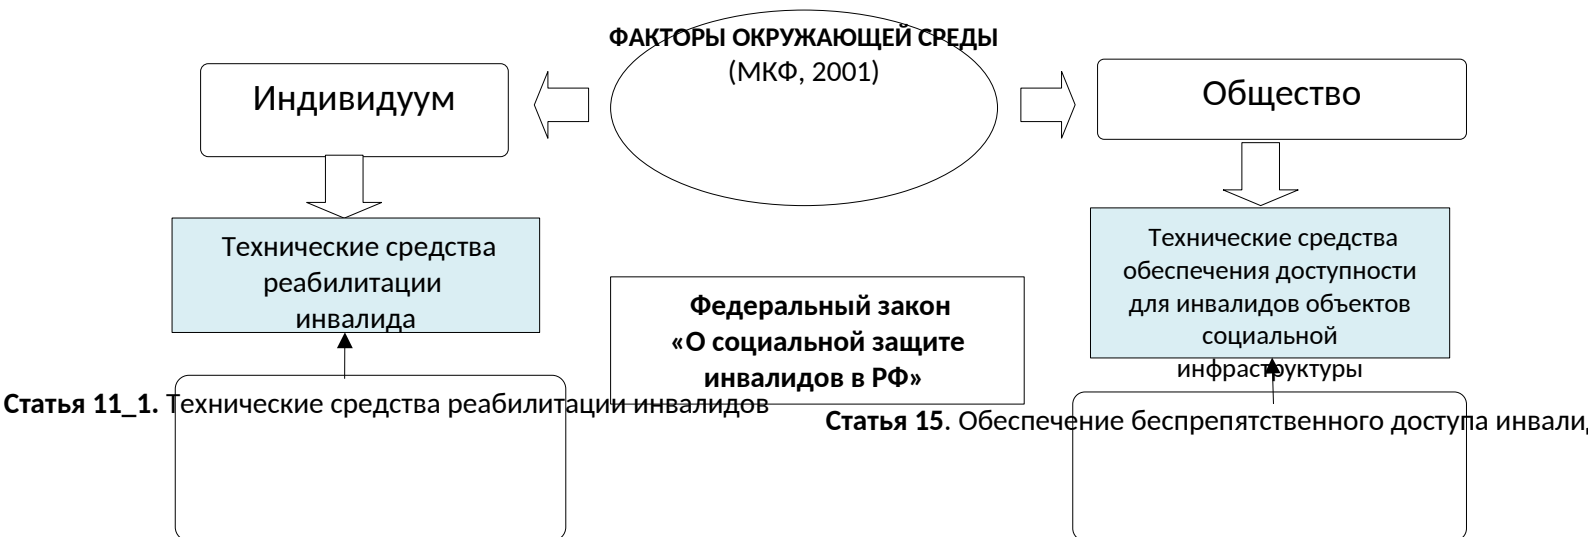 ФАКТОРЫ ОКРУЖАЮЩЕЙ СРЕДЫ
(МКФ, 2001)
Индивидуум
Общество
Технические средства
реабилитации
инвалида
Технические средства
обеспечения доступности
для инвалидов объектов
социальной
инфраструктуры
Федеральный закон
«О социальной защите
инвалидов в РФ»
Статья 11_1. Технические средства реабилитации инвалидов
Статья 15. Обеспечение беспрепятственного доступа